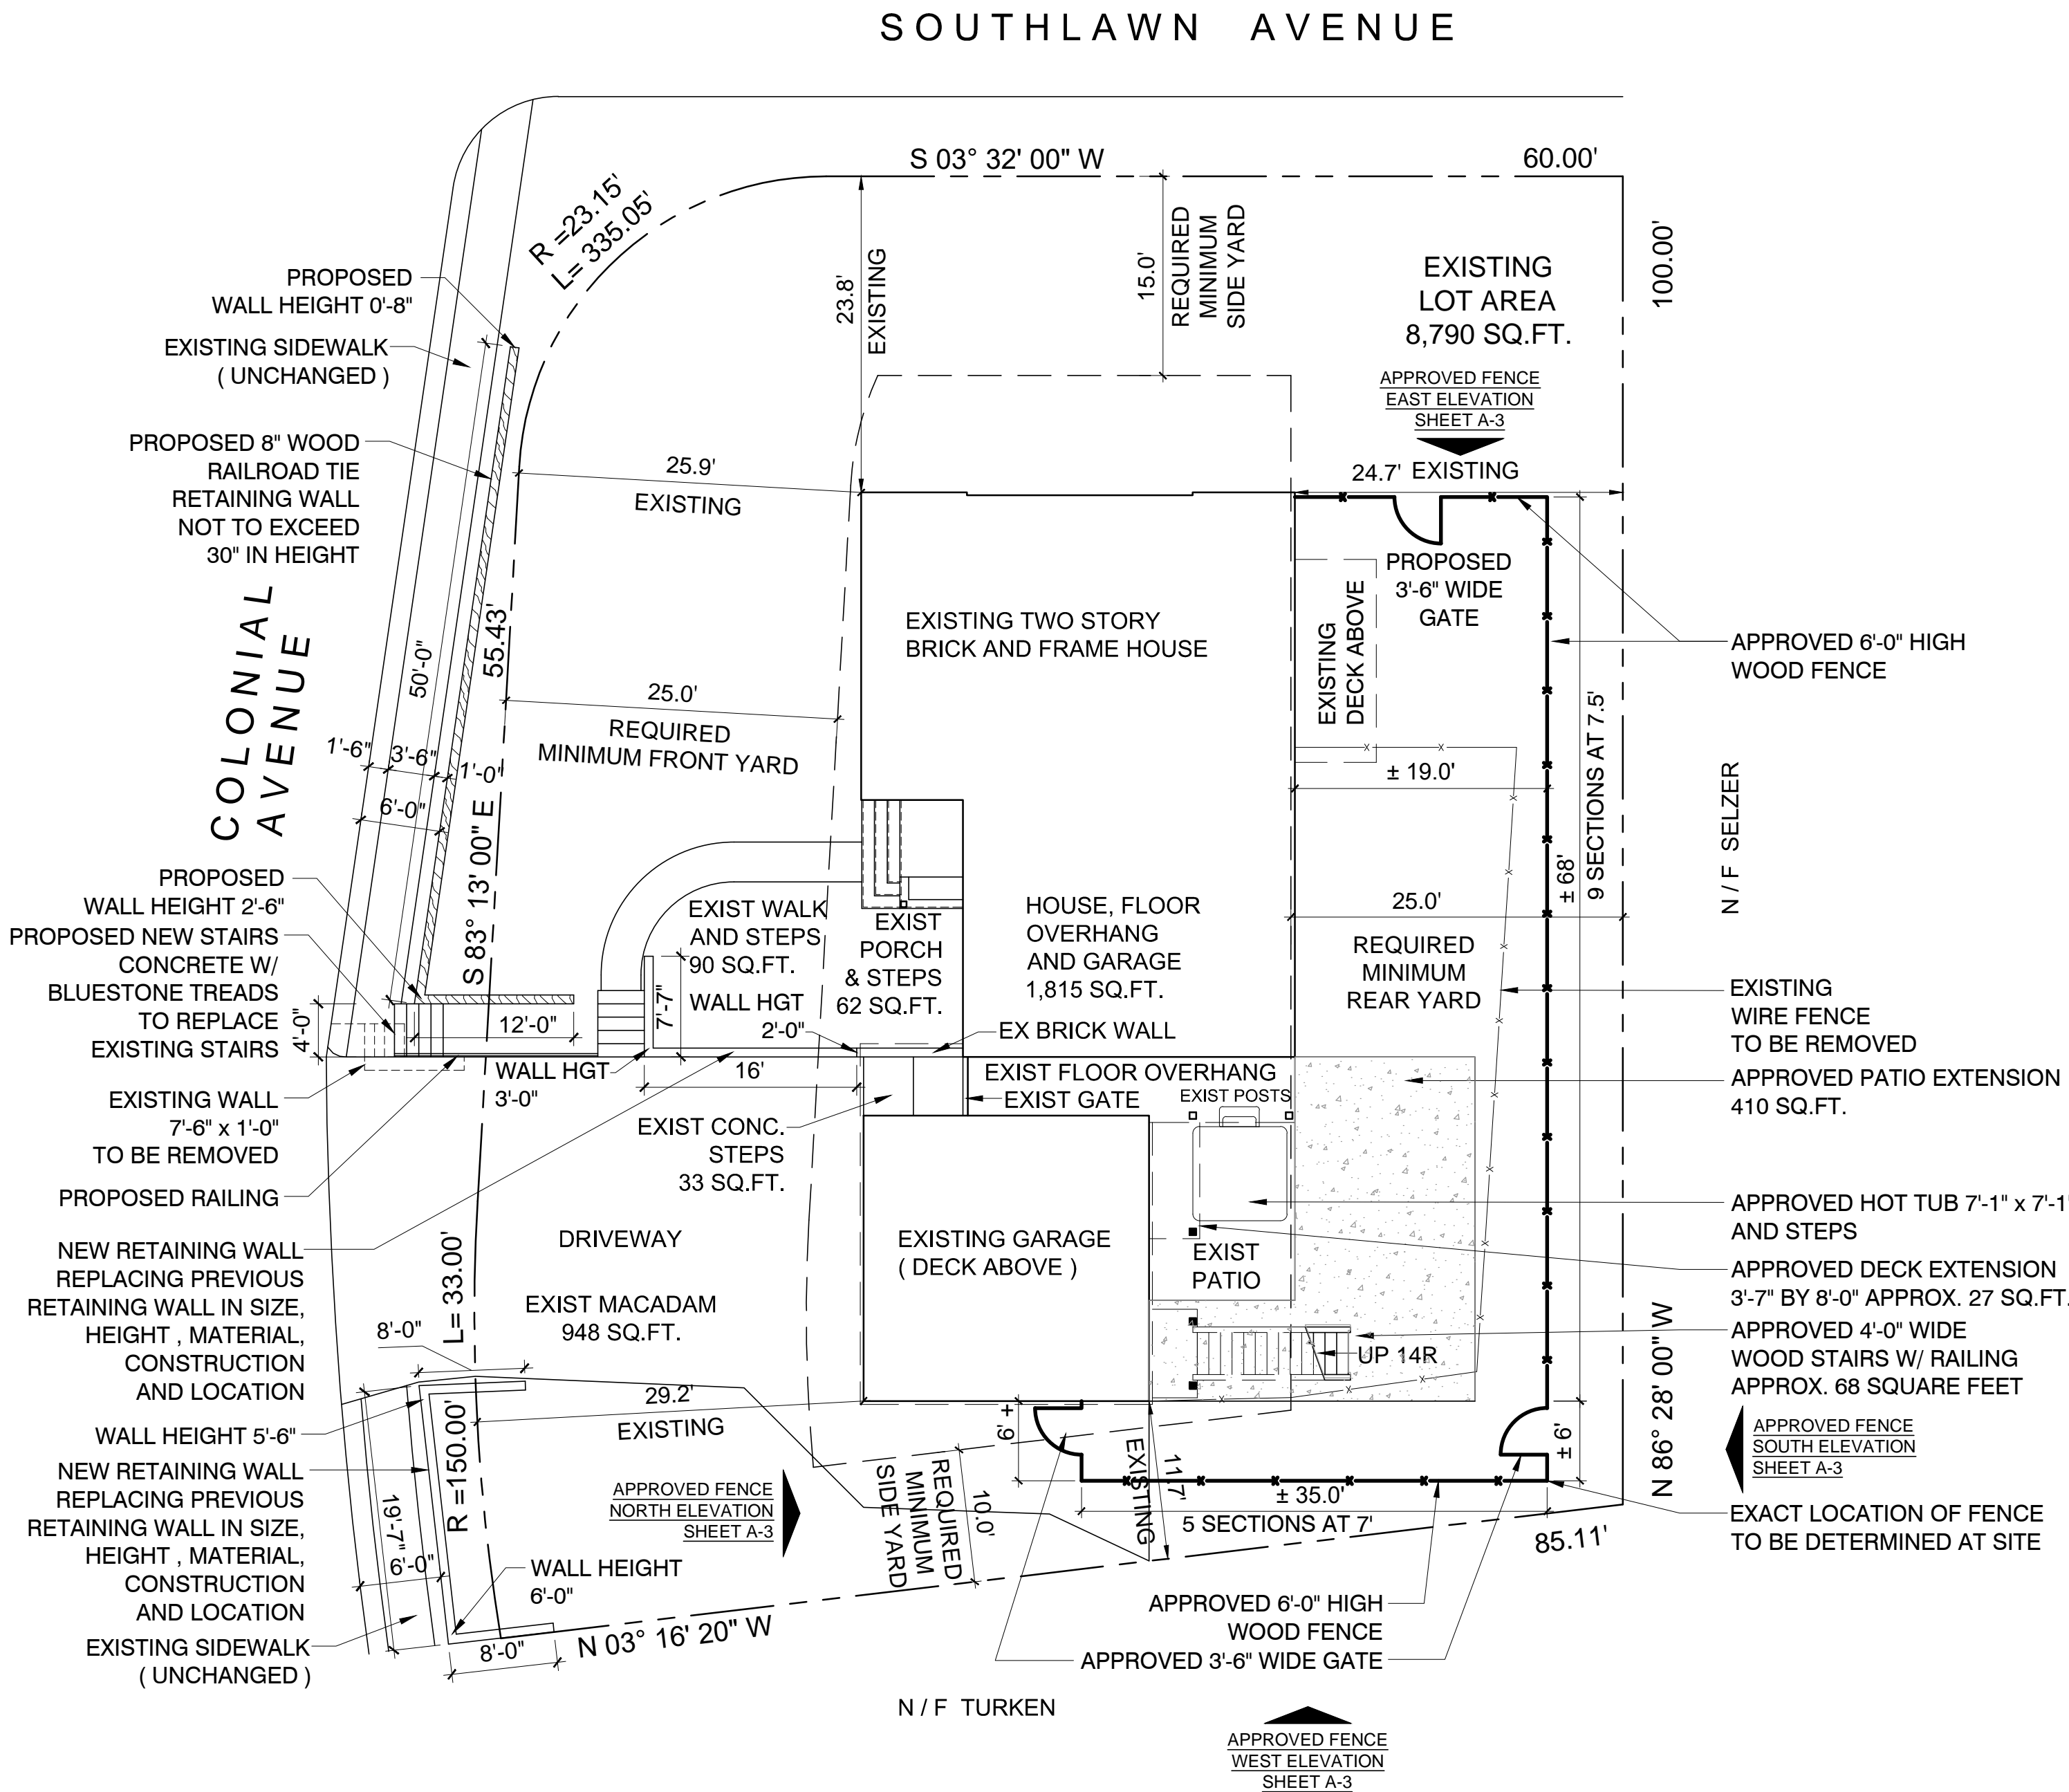 SOUTHLAWN AVENUE
S 03° 32' 00" W
60.00'
R =23.15'
L= 335.05'
100.00'
23.8'
EXISTING
15.0'
REQUIRED
MINIMUM
SIDE YARD
EXISTING
LOT AREA
8,790 SQ.FT.
APPROVED FENCE
EAST ELEVATION
SHEET A-3
PROPOSED
WALL HEIGHT 0'-8"
EXISTING SIDEWALK
( UNCHANGED )
PROPOSED 8" WOOD
RAILROAD TIE
RETAINING WALL
NOT TO EXCEED
30" IN HEIGHT
COLONIAL
AVENUE
25.9'
EXISTING
24.7' EXISTING
PROPOSED
3'-6" WIDE
GATE
EXISTING
DECK ABOVE
EXISTING TWO STORY
BRICK AND FRAME HOUSE
APPROVED 6'-0" HIGH
WOOD FENCE
50'-0"
55.43'
25.0'
REQUIRED
MINIMUM FRONT YARD
1'-6"
3'-6"
1'-0"
6'-0"
± 19.0'
9 SECTIONS AT 7.5'
± 68'
N / F SELZER
S 83° 13' 00" E
PROPOSED
WALL HEIGHT 2'-6"
PROPOSED NEW STAIRS
CONCRETE W/
BLUESTONE TREADS
TO REPLACE
EXISTING STAIRS
4'-0"
12'-0"
7'-7"
EXIST WALK
AND STEPS
90 SQ.FT.
WALL HGT
2'-0"
EXIST
PORCH
& STEPS
62 SQ.FT.
HOUSE, FLOOR
OVERHANG
AND GARAGE
1,815 SQ.FT.
EX BRICK WALL
25.0'
REQUIRED
MINIMUM
REAR YARD
EXISTING
WIRE FENCE
TO BE REMOVED
APPROVED PATIO EXTENSION
410 SQ.FT.
WALL HGT
3'-0"
16'
EXIST FLOOR OVERHANG
EXIST GATE
EXIST POSTS
EXISTING WALL
7'-6" x 1'-0"
TO BE REMOVED
EXIST CONC.
STEPS
33 SQ.FT.
PROPOSED RAILING
APPROVED HOT TUB 7'-1" x 7'-1"
AND STEPS
DRIVEWAY
EXISTING GARAGE
( DECK ABOVE )
EXIST
PATIO
NEW RETAINING WALL
REPLACING PREVIOUS
RETAINING WALL IN SIZE,
HEIGHT , MATERIAL,
CONSTRUCTION
AND LOCATION
L= 33.00'
EXIST MACADAM
948 SQ.FT.
APPROVED DECK EXTENSION
3'-7" BY 8'-0" APPROX. 27 SQ.FT.
APPROVED 4'-0" WIDE
WOOD STAIRS W/ RAILING
APPROX. 68 SQUARE FEET
UP 14R
8'-0"
29.2'
EXISTING
R =150.00'
WALL HEIGHT 5'-6"
6' +
± 6'
EXISTING
11.7'
N 86° 28' 00" W
APPROVED FENCE
SOUTH ELEVATION
SHEET A-3
NEW RETAINING WALL
REPLACING PREVIOUS
RETAINING WALL IN SIZE,
HEIGHT , MATERIAL,
CONSTRUCTION
AND LOCATION
19'-7"
6'-0"
APPROVED FENCE
NORTH ELEVATION
SHEET A-3
REQUIRED
MINIMUM
SIDE YARD
10.0'
± 35.0'
5 SECTIONS AT 7'
85.11'
EXACT LOCATION OF FENCE
TO BE DETERMINED AT SITE
WALL HEIGHT
6'-0"
EXISTING SIDEWALK
( UNCHANGED )
8'-0"
N 03° 16' 20" W
APPROVED 6'-0" HIGH
WOOD FENCE
APPROVED 3'-6" WIDE GATE
N / F TURKEN
APPROVED FENCE
WEST ELEVATION
SHEET A-3